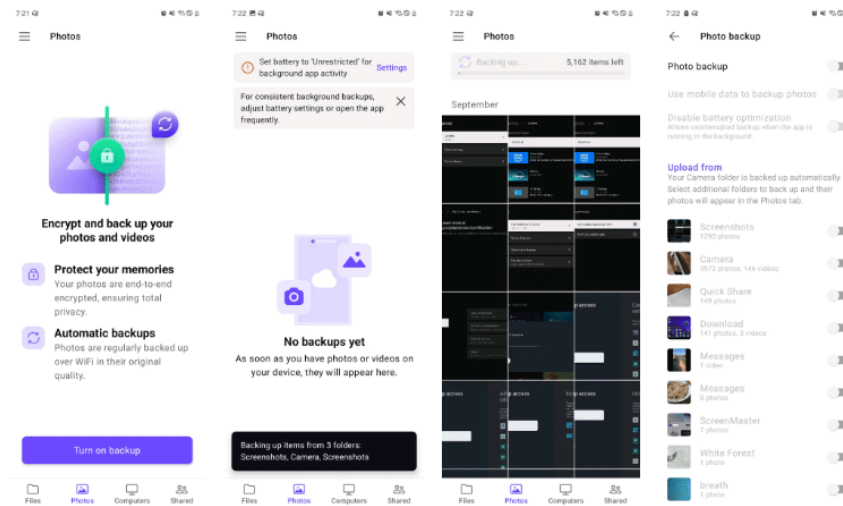 7:21
Photos
Encrypt and back up your
photos and videos
Protect your memories
Your photos are end-to-end
encrypted, ensuring total
privacy.
Automatic backups
Photos are regularly backed up
over WiFi in their original
quality.
Turn on backup
Files
Photos
Computers
Shared
7:22
Photos
Set battery to 'Unrestricted' for
background app activity
Settings
For consistent background backups,
adjust battery settings or open the app
frequently.
No backups yet
As soon as you have photos or videos on
your device, they will appear here.
Backing up items from 3 folders:
Screenshots, Camera, Screenshots
Files
Photos
Computers
Shared
7:22
Photos
Backing up...
5,162 items left
September
Files
Photos
Computers
Shared
7:22
Photo backup
Photo backup
Use mobile data to backup photos
Disable battery optimization
Allows uninterrupted backup when the app is
running in the background.
Upload from
Your Camera folder is backed up automatically.
Select additional folders to back up and their
photos will appear in the Photos tab.
Screenshots
1290 photos
Camera
3572 photos, 146 videos
Quick Share
149 photos
Download
141 photos, 3 videos
Messages
1 video
Messages
6 photos
ScreenMaster
7 photos
White Forest
1 photo
breath
1 photo